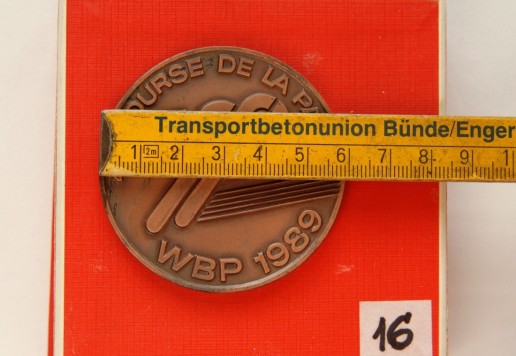 OURSE DE LA
Transportbetonunion Bünde/Enger
1 2m 2 3 4 5 6 7 8 9 1
WBP 1989
16